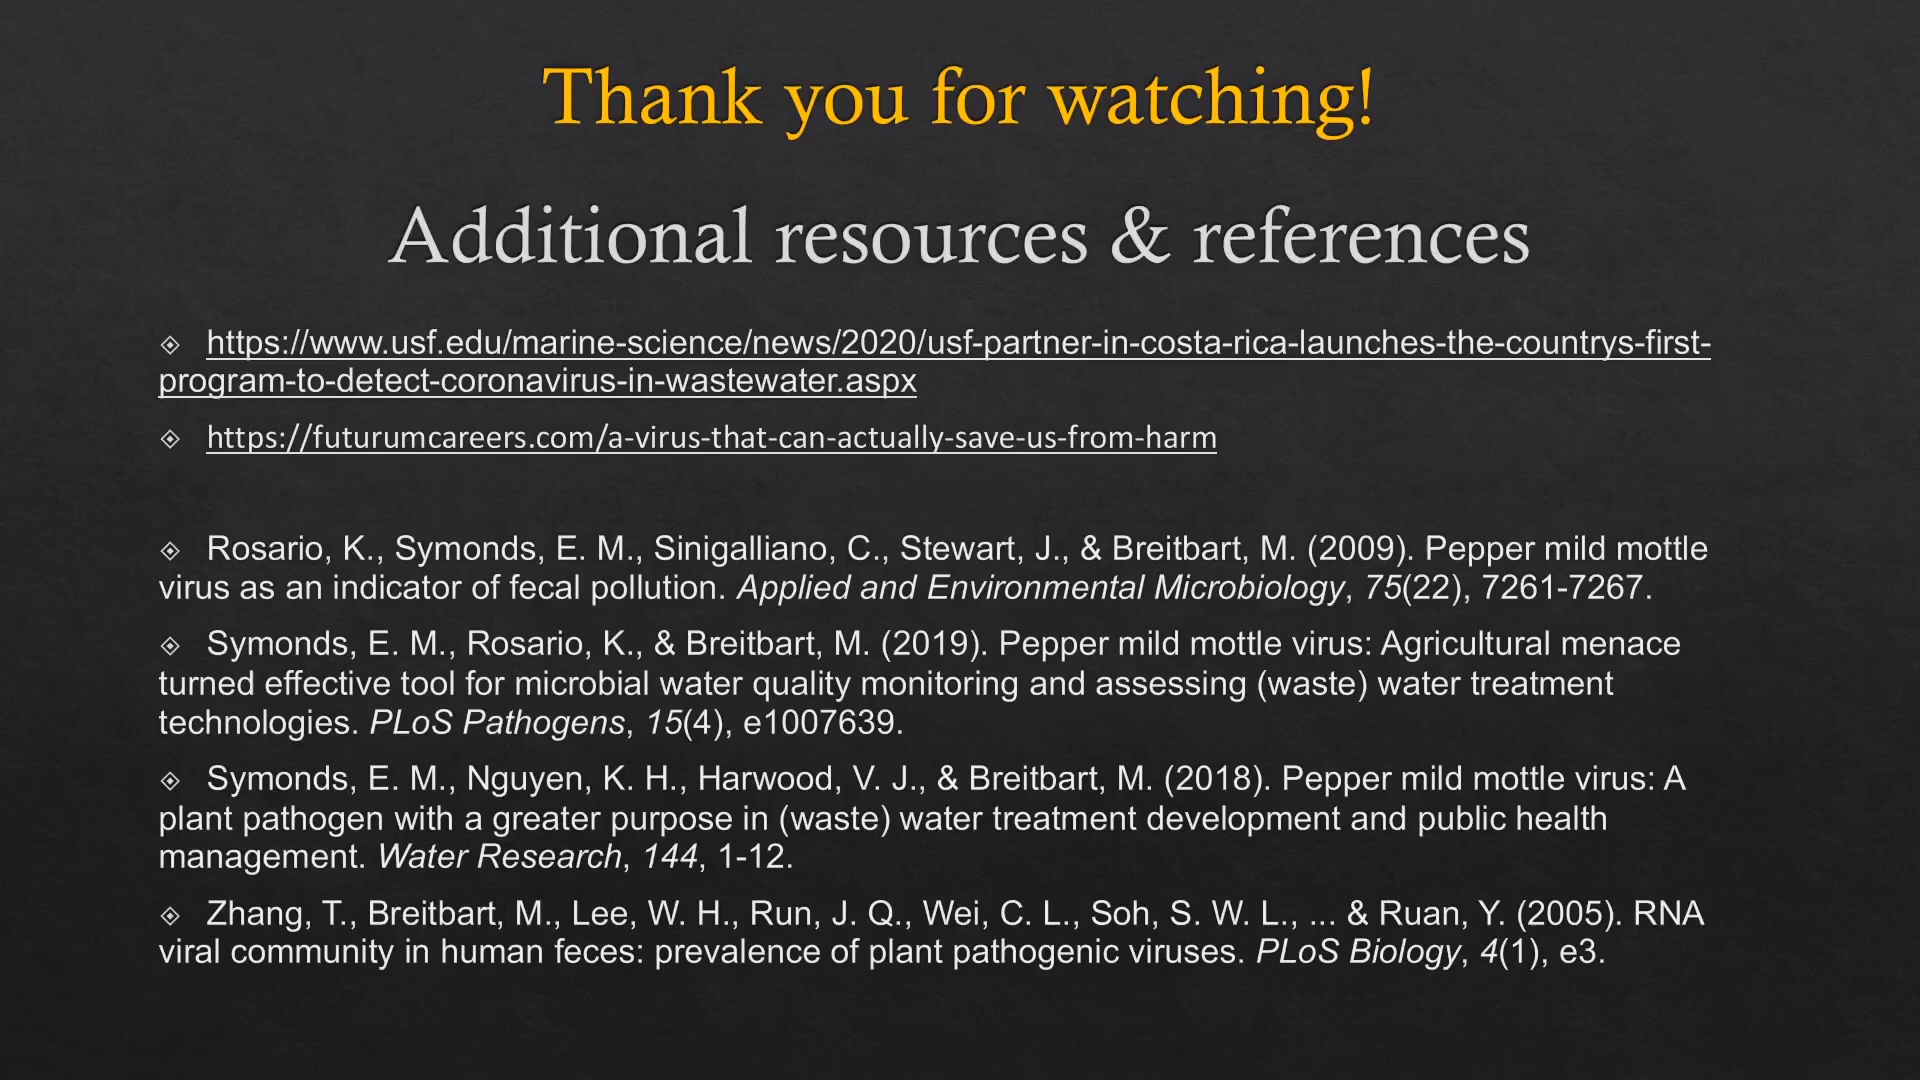 Thank you for watching!
Additional resources & references
https://www.usf.edu/marine-science/news/2020/usf-partner-in-costa-rica-launches-the-countrys-first-
program-to-detect-coronavirus-in-wastewater.aspx
https://futurumcareers.com/a-virus-that-can-actually-save-us-from-harm
Rosario, K., Symonds, E. M., Sinigalliano, C., Stewart, J., & Breitbart, M. (2009). Pepper mild mottle
virus as an indicator of fecal pollution. Applied and Environmental Microbiology, 75(22), 7261-7267.
Symonds, E. M., Rosario, K., & Breitbart, M. (2019). Pepper mild mottle virus: Agricultural menace
turned effective tool for microbial water quality monitoring and assessing (waste) water treatment
technologies. PLoS Pathogens, 15(4), e1007639.
Symonds, E. M., Nguyen, K. H., Harwood, V. J., & Breitbart, M. (2018). Pepper mild mottle virus: A
plant pathogen with a greater purpose in (waste) water treatment development and public health
management. Water Research, 144, 1-12.
Zhang, T., Breitbart, M., Lee, W. H., Run, J. Q., Wei, C. L., Soh, S. W. L., ... & Ruan, Y. (2005). RNA
viral community in human feces: prevalence of plant pathogenic viruses. PLoS Biology, 4(1), e3.